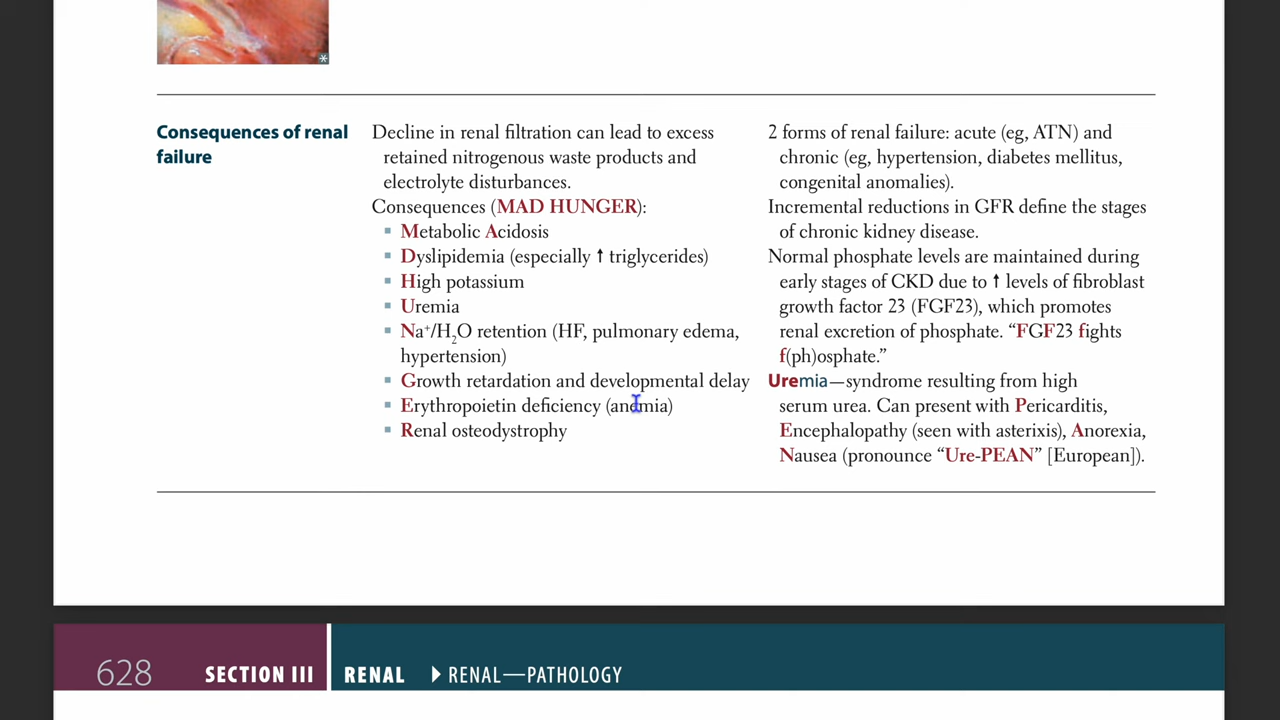 Consequences of renal
failure
Decline in renal filtration can lead to excess
retained nitrogenous waste products and
electrolyte disturbances.
Consequences (MAD HUNGER):
▪ Metabolic Acidosis
▪ Dyslipidemia (especially ↑ triglycerides)
▪ High potassium
▪ Uremia
▪ Na⁺/H₂O retention (HF, pulmonary edema,
hypertension)
▪ Growth retardation and developmental delay
▪ Erythropoietin deficiency (anemia)
▪ Renal osteodystrophy
2 forms of renal failure: acute (eg, ATN) and
chronic (eg, hypertension, diabetes mellitus,
congenital anomalies).
Incremental reductions in GFR define the stages
of chronic kidney disease.
Normal phosphate levels are maintained during
early stages of CKD due to ↑ levels of fibroblast
growth factor 23 (FGF23), which promotes
renal excretion of phosphate. “FGF23 fights
f(ph)osphate.”
Uremia—syndrome resulting from high
serum urea. Can present with Pericarditis,
Encephalopathy (seen with asterixis), Anorexia,
Nausea (pronounce “Ure-PEAN” [European]).
628 SECTION III RENAL ▶ RENAL—PATHOLOGY